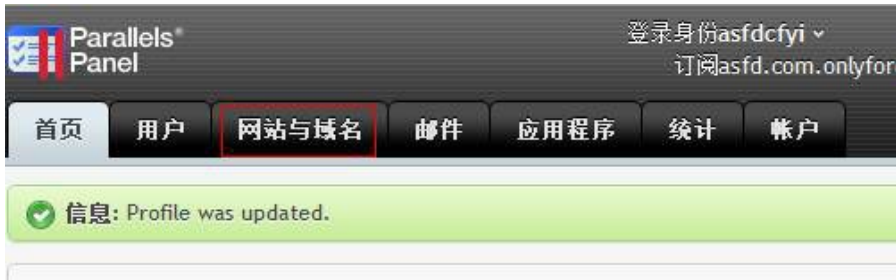 Parallels®
Panel
登录身份asfdcfyi
订阅asfd.com.onlyfor
首页 用户 网站与域名 邮件 应用程序 统计 帐户
信息: Profile was updated.